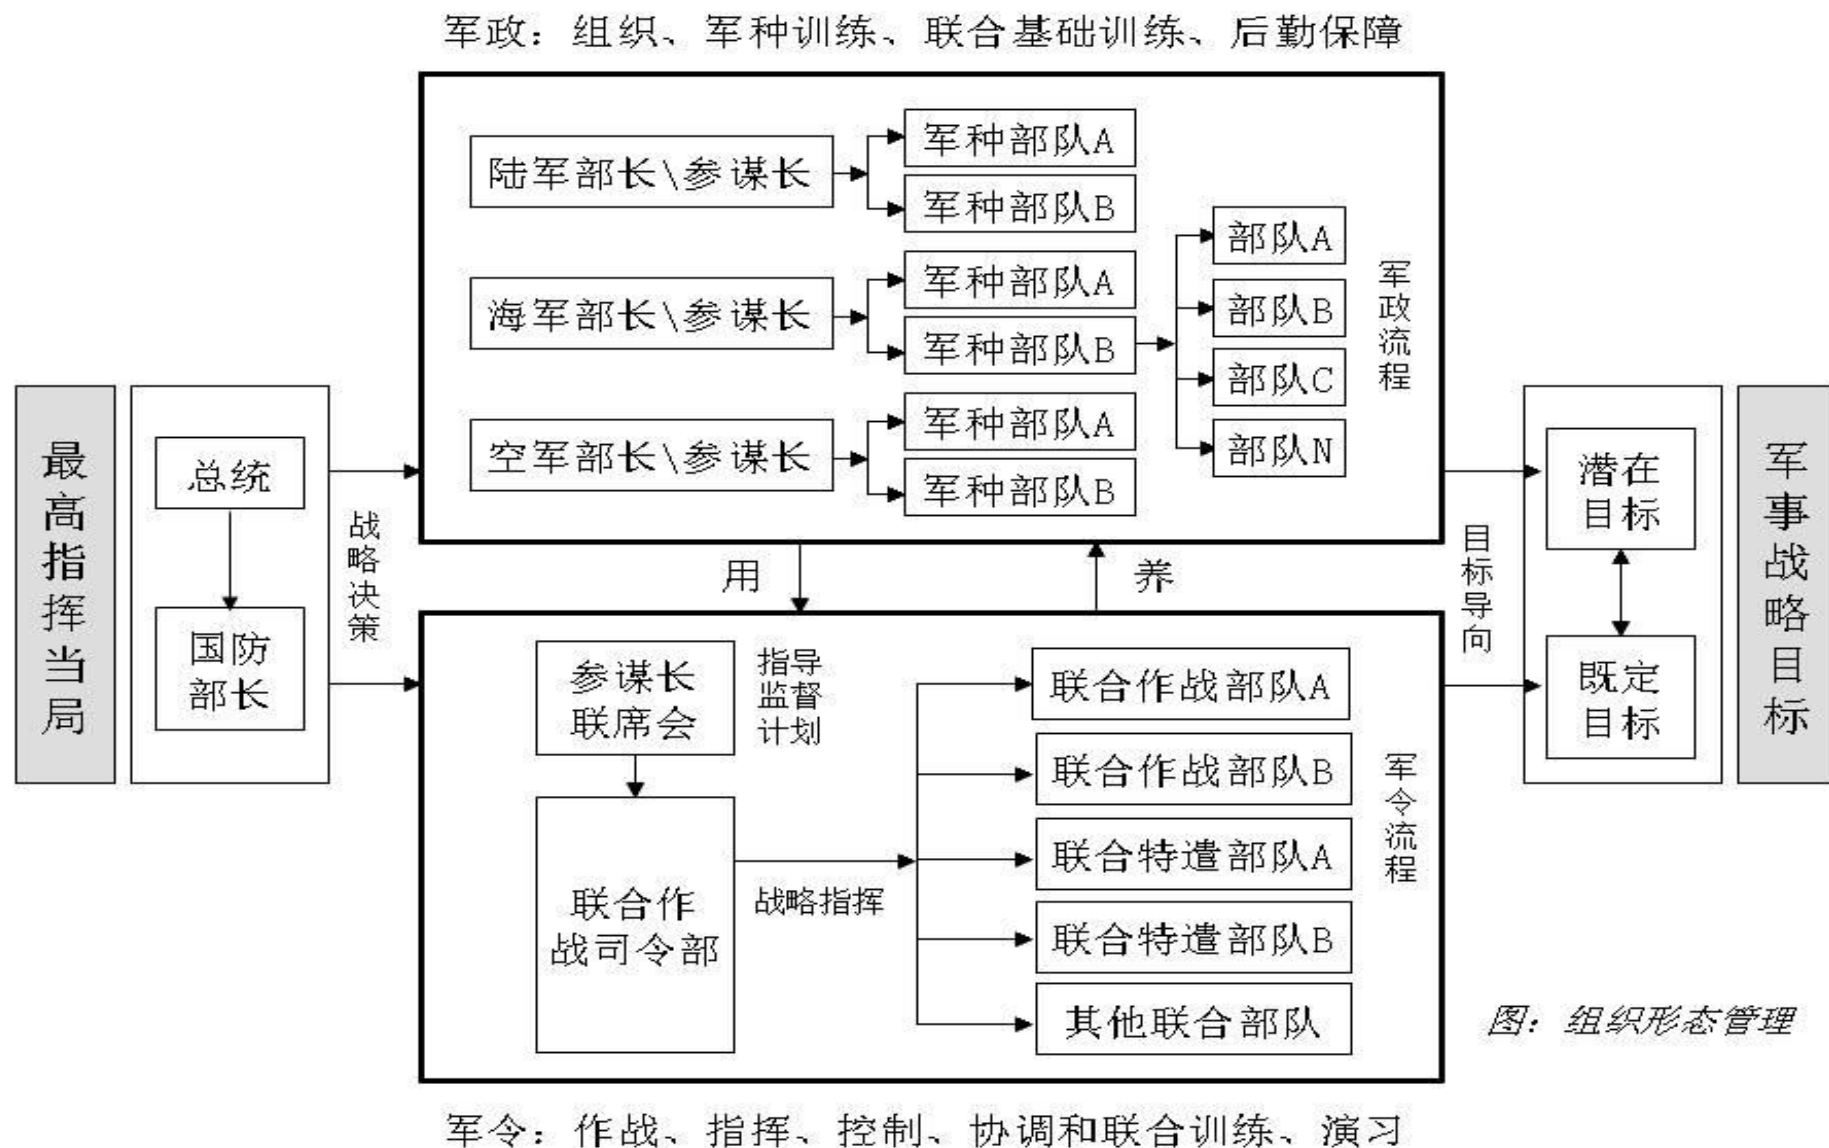 军政：组织、军种训练、联合基础训练、后勤保障
最高指挥当局
总统
国防
部长
战略决策
陆军部长\参谋长
军种部队A
军种部队B
海军部长\参谋长
军种部队A
军种部队B
空军部长\参谋长
军种部队A
军种部队B
部队A
部队B
部队C
部队N
军政流程
用
养
参谋长
联席会
指导
监督
计划
联合作
战司令部
战略指挥
联合作战部队A
联合作战部队B
联合特遣部队A
联合特遣部队B
其他联合部队
军令流程
目标导向
潜在
目标
既定
目标
军事战略目标
图：组织形态管理
军令：作战、指挥、控制、协调和联合训练、演习